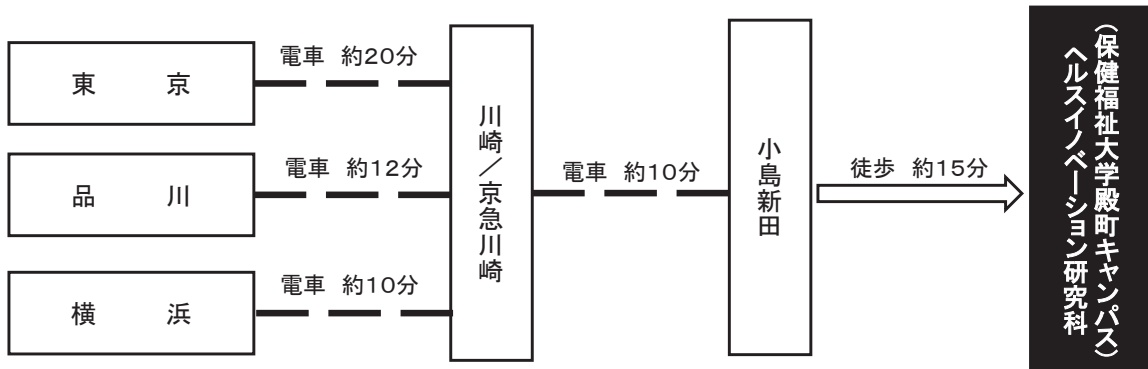 東　京
電車　約20分
品　川
電車　約12分
横　浜
電車　約10分
川崎／京急川崎
電車　約10分
小島新田
徒歩　約15分
（保健福祉大学殿町キャンパス）
ヘルスイノベーション研究科